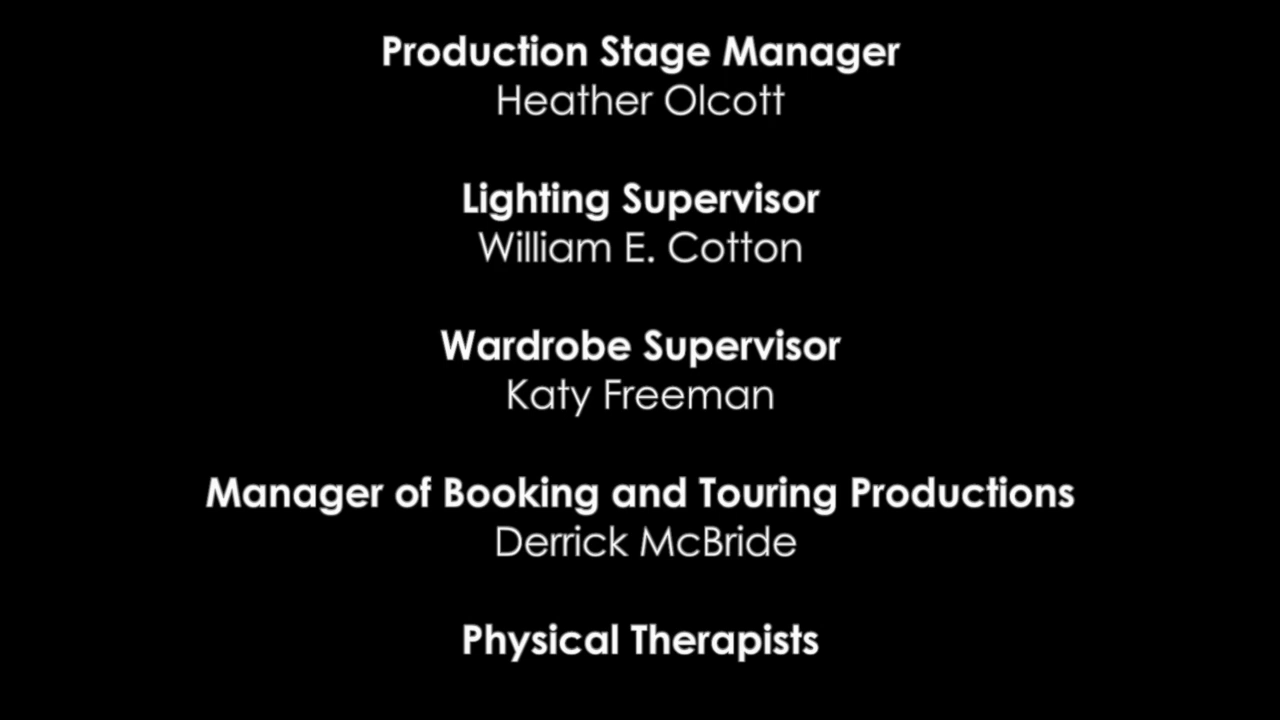 Production Stage Manager
Heather Olcott
Lighting Supervisor
William E. Cotton
Wardrobe Supervisor
Katy Freeman
Manager of Booking and Touring Productions
Derrick McBride
Physical Therapists